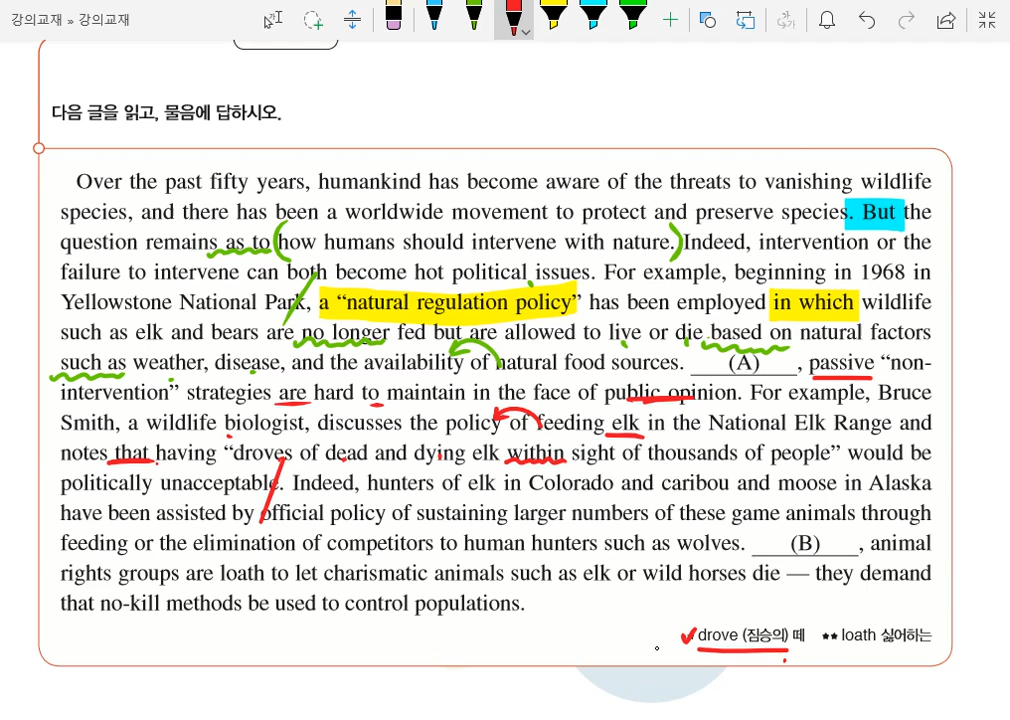 강의교재 » 강의교재
다음 글을 읽고, 물음에 답하시오.
Over the past fifty years, humankind has become aware of the threats to vanishing wildlife
species, and there has been a worldwide movement to protect and preserve species. But the
question remains as to how humans should intervene with nature. Indeed, intervention or the
failure to intervene can both become hot political issues. For example, beginning in 1968 in
Yellowstone National Park, a “natural regulation policy” has been employed in which wildlife
such as elk and bears are no longer fed but are allowed to live or die based on natural factors
such as weather, disease, and the availability of natural food sources. (A) , passive “non-
intervention” strategies are hard to maintain in the face of public opinion. For example, Bruce
Smith, a wildlife biologist, discusses the policy of feeding elk in the National Elk Range and
notes that having “droves of dead and dying elk within sight of thousands of people” would be
politically unacceptable. Indeed, hunters of elk in Colorado and caribou and moose in Alaska
have been assisted by official policy of sustaining larger numbers of these game animals through
feeding or the elimination of competitors to human hunters such as wolves. (B) , animal
rights groups are loath to let charismatic animals such as elk or wild horses die — they demand
that no-kill methods be used to control populations.
drove (짐승의) 떼 ★★ loath 싫어하는